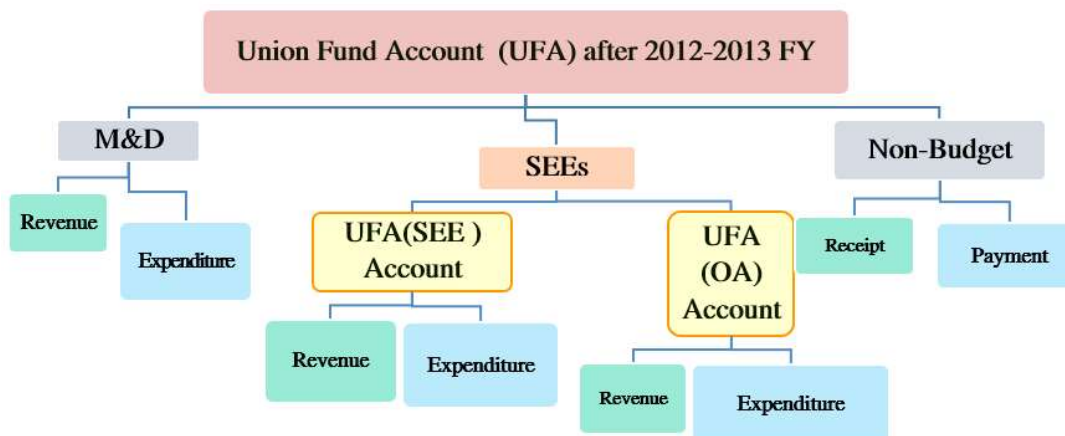 Union Fund Account (UFA) after 2012-2013 FY
M&D
SEEs
Non-Budget
Revenue
Expenditure
UFA(SEE )
Account
UFA
(OA)
Account
Receipt
Payment
Revenue
Expenditure
Revenue
Expenditure